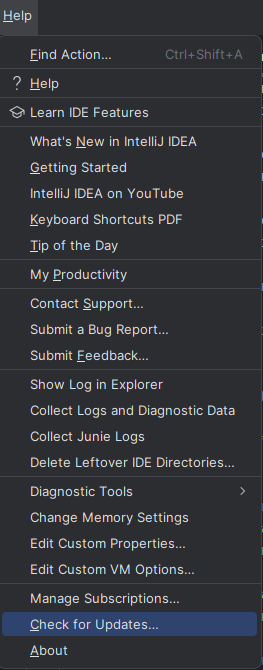 Help
Find Action... Ctrl+Shift+A
? Help
Learn IDE Features
What's New in IntelliJ IDEA
Getting Started
IntelliJ IDEA on YouTube
Keyboard Shortcuts PDF
Tip of the Day
My Productivity
Contact Support...
Submit a Bug Report...
Submit Feedback...
Show Log in Explorer
Collect Logs and Diagnostic Data
Collect Junie Logs
Delete Leftover IDE Directories...
Diagnostic Tools
Change Memory Settings
Edit Custom Properties...
Edit Custom VM Options...
Manage Subscriptions...
Check for Updates...
About